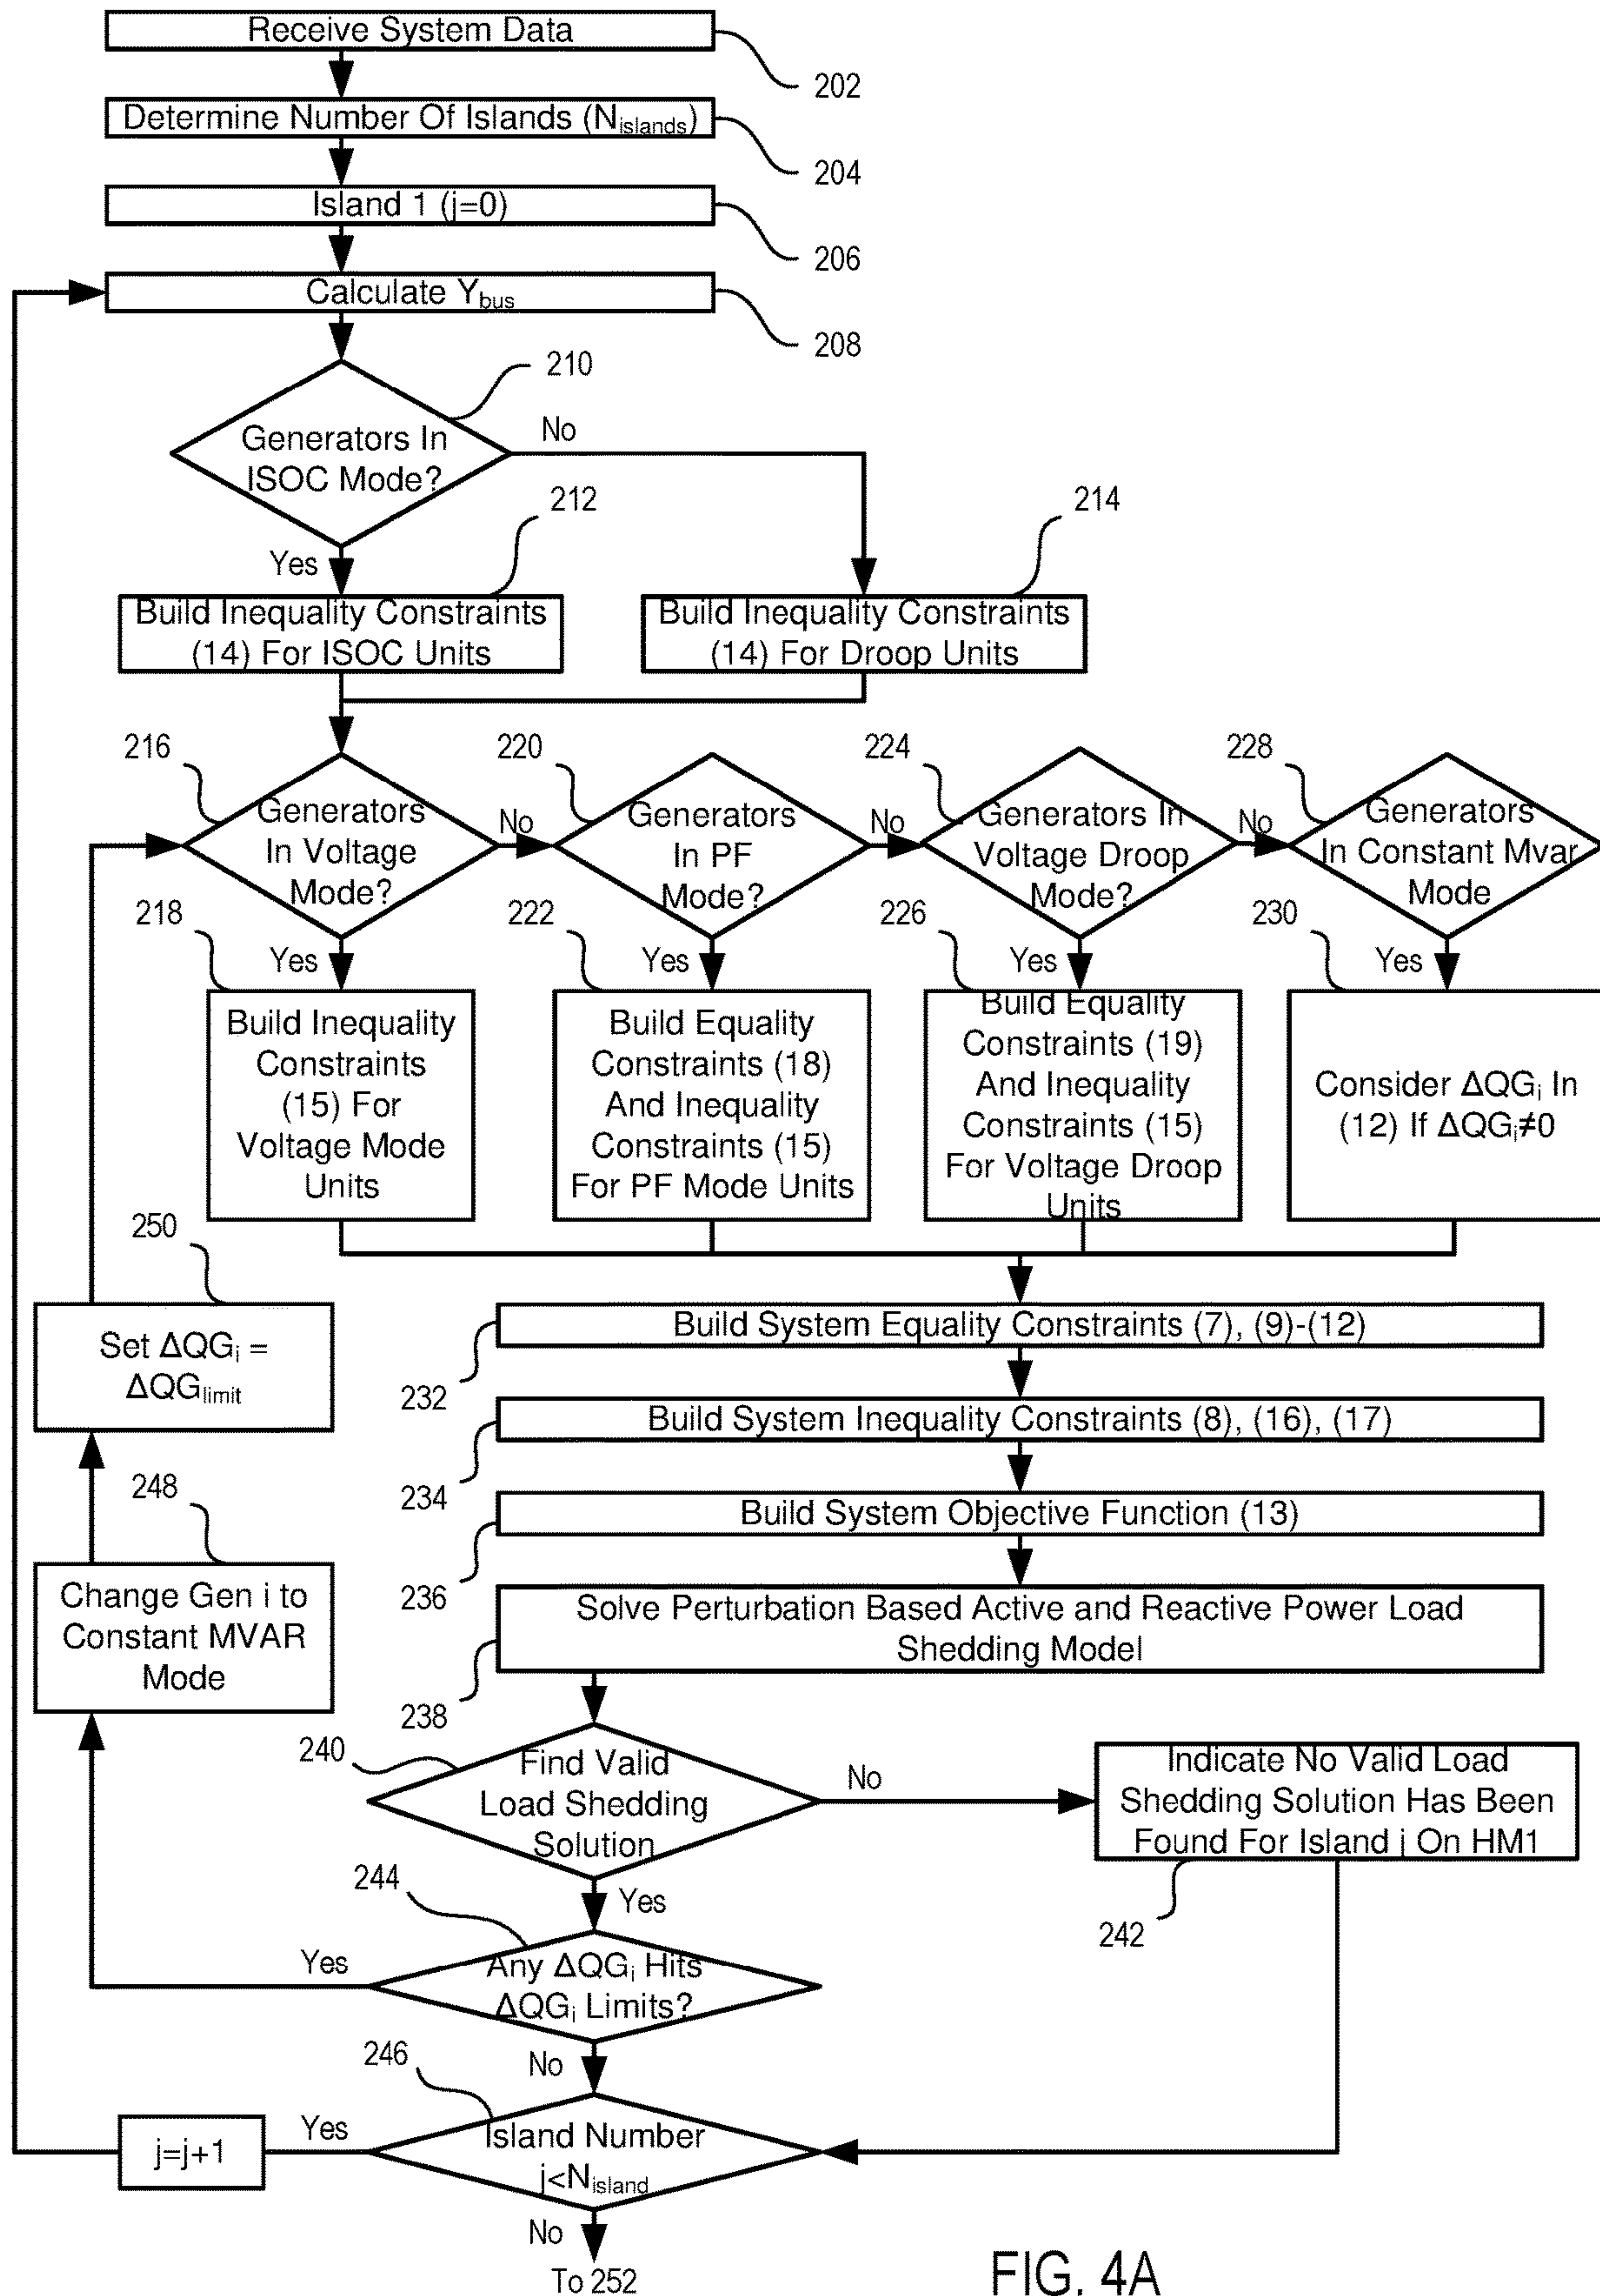 Receive System Data
202
Determine Number Of Islands (Nislands)
204
Island 1 (j=0)
206
Calculate Ybus
208
210
Generators In
ISOC Mode?
No
Yes
212
214
Build Inequality Constraints
(14) For ISOC Units
Build Inequality Constraints
(14) For Droop Units
216
220
224
228
Generators
In Voltage
Mode?
No
Generators
In PF
Mode?
No
Generators In
Voltage Droop
Mode?
No
Generators
In Constant Mvar
Mode
218
Yes
222
Yes
226
Yes
230
Yes
Build Inequality
Constraints
(15) For
Voltage Mode
Units
Build Equality
Constraints (18)
And Inequality
Constraints (15)
For PF Mode Units
Build Equality
Constraints (19)
And Inequality
Constraints (15)
For Voltage Droop
Units
Consider ΔQGi In
(12) If ΔQGi≠0
250
Set ΔQGi =
ΔQGlimit
Build System Equality Constraints (7), (9)-(12)
232
Build System Inequality Constraints (8), (16), (17)
234
248
Build System Objective Function (13)
236
Change Gen i to
Constant MVAR
Mode
Solve Perturbation Based Active and Reactive Power Load
Shedding Model
238
240
Find Valid
Load Shedding
Solution
No
Indicate No Valid Load
Shedding Solution Has Been
Found For Island j On HM1
242
Yes
244
Any ΔQGi Hits
ΔQGi Limits?
Yes
No
246
Island Number
j<Nisland
Yes
j=j+1
No
To 252
FIG. 4A